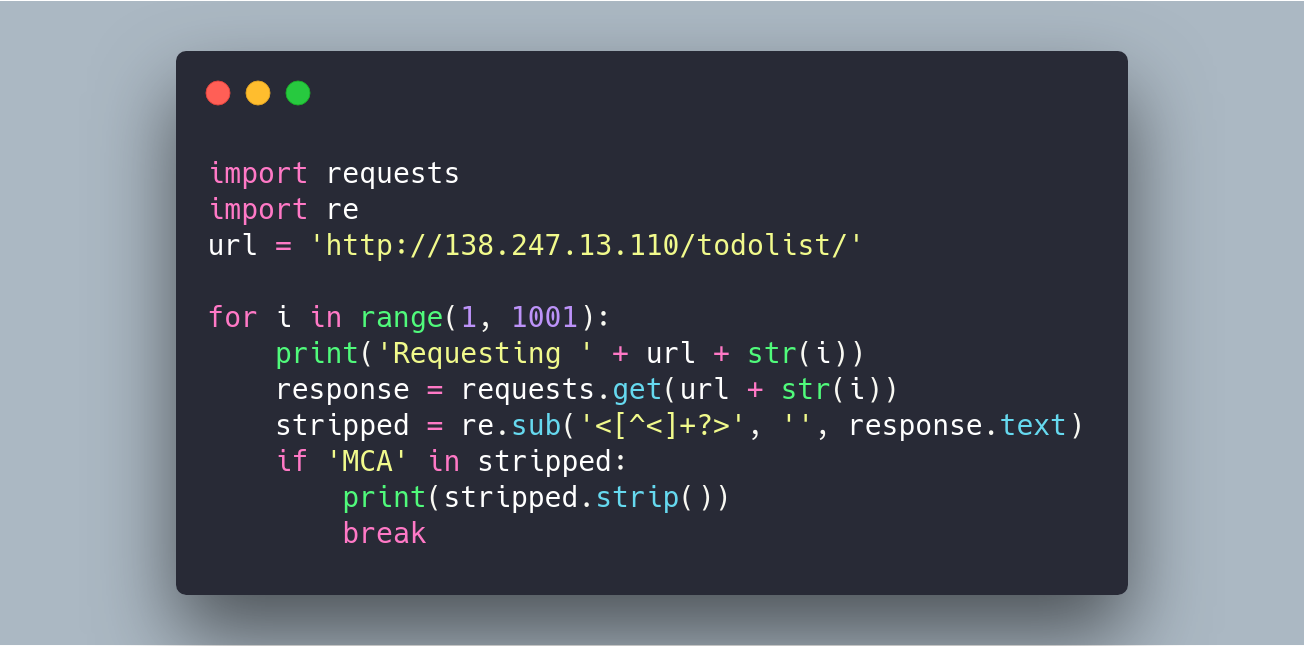 import requests
import re
url = 'http://138.247.13.110/todolist/'

for i in range(1, 1001):
    print('Requesting ' + url + str(i))
    response = requests.get(url + str(i))
    stripped = re.sub('<[^<]+?>', '', response.text)
    if 'MCA' in stripped:
        print(stripped.strip())
        break